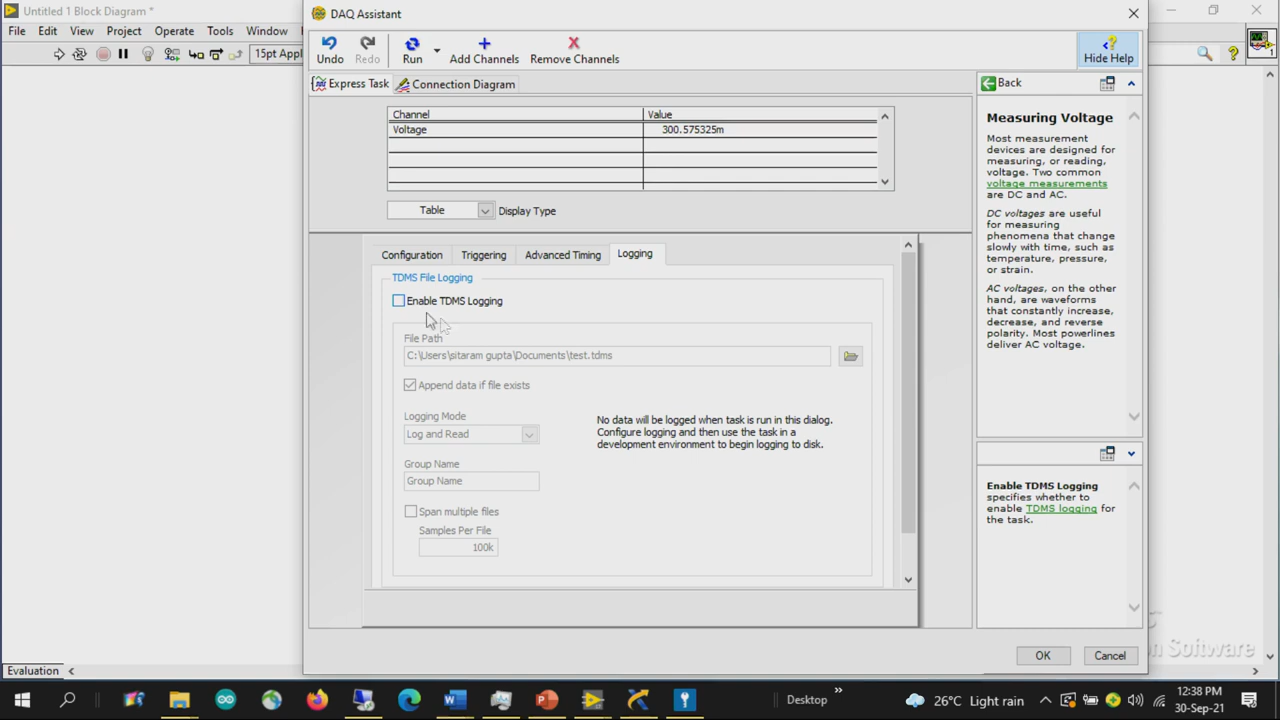 Untitled 1 Block Diagram *
DAQ Assistant
File Edit View Project Operate Tools Window
Undo Redo Run Add Channels Remove Channels Hide Help
15pt Appl
Express Task Connection Diagram
Back
Channel Value
Voltage 300.575325m
Table Display Type
Configuration Triggering Advanced Timing Logging
TDMS File Logging
Enable TDMS Logging
File Path
C:\Users\sitaram gupta\Documents\test.tdms
Append data if file exists
Logging Mode
Log and Read
No data will be logged when task is run in this dialog.
Configure logging and then use the task in a
development environment to begin logging to disk.
Group Name
Group Name
Span multiple files
Samples Per File
100k
Measuring Voltage
Most measurement
devices are designed for
measuring, or reading,
voltage. Two common
voltage measurements
are DC and AC.
DC voltages are useful
for measuring
phenomena that change
slowly with time, such as
temperature, pressure,
or strain.
AC voltages, on the other
hand, are waveforms
that constantly increase,
decrease, and reverse
polarity. Most powerlines
deliver AC voltage.
Enable TDMS Logging
specifies whether to
enable TDMS logging for
the task.
OK Cancel
Software
Evaluation
Desktop
26°C Light rain
12:38 PM
30-Sep-21